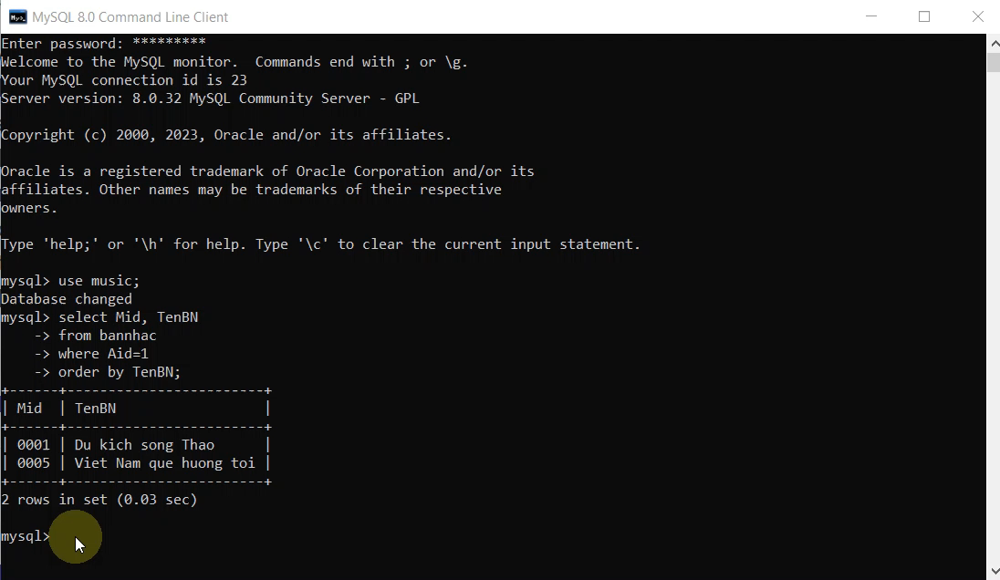 MySQL 8.0 Command Line Client
Enter password: *********
Welcome to the MySQL monitor.  Commands end with ; or \g.
Your MySQL connection id is 23
Server version: 8.0.32 MySQL Community Server - GPL
Copyright (c) 2000, 2023, Oracle and/or its affiliates.
Oracle is a registered trademark of Oracle Corporation and/or its
affiliates. Other names may be trademarks of their respective
owners.
Type 'help;' or '\h' for help. Type '\c' to clear the current input statement.
mysql> use music;
Database changed
mysql> select Mid, TenBN
    -> from bannhac
    -> where Aid=1
    -> order by TenBN;
+------+------------------------+
| Mid  | TenBN                  |
+------+------------------------+
| 0001 | Du kich song Thao      |
| 0005 | Viet Nam que huong toi |
+------+------------------------+
2 rows in set (0.03 sec)
mysql>